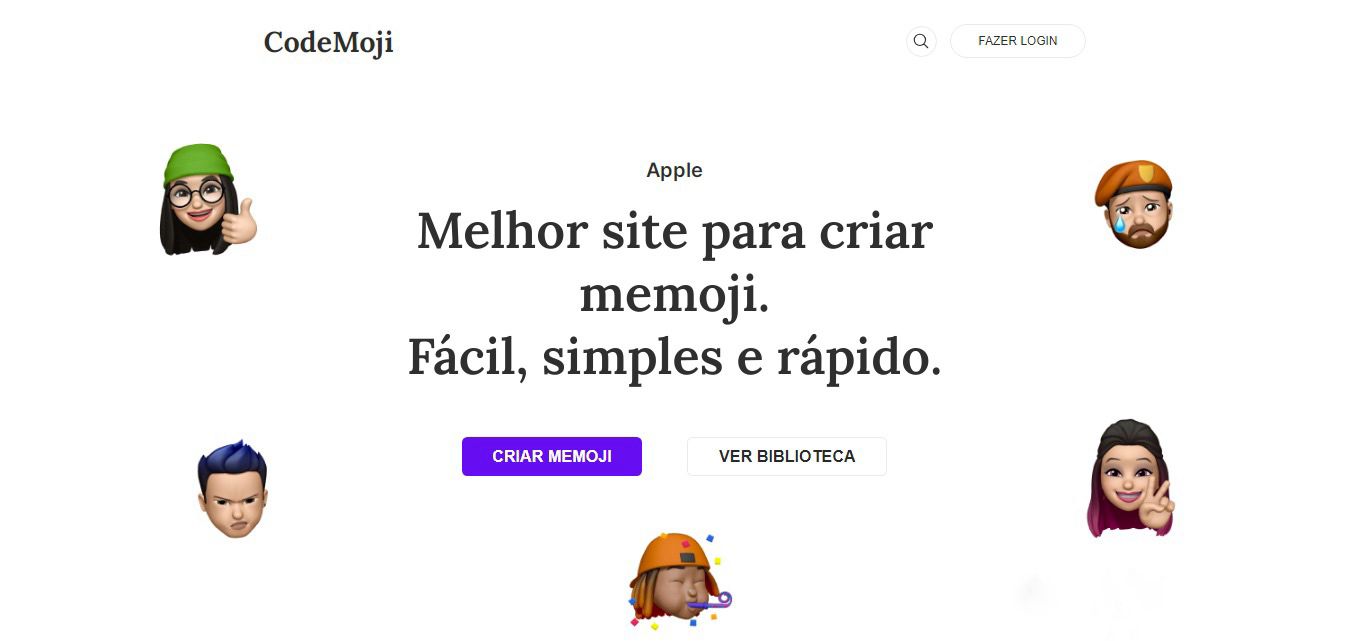 CodeMoji
FAZER LOGIN
Apple
Melhor site para criar
memoji.
Fácil, simples e rápido.
CRIAR MEMOJI
VER BIBLIOTECA